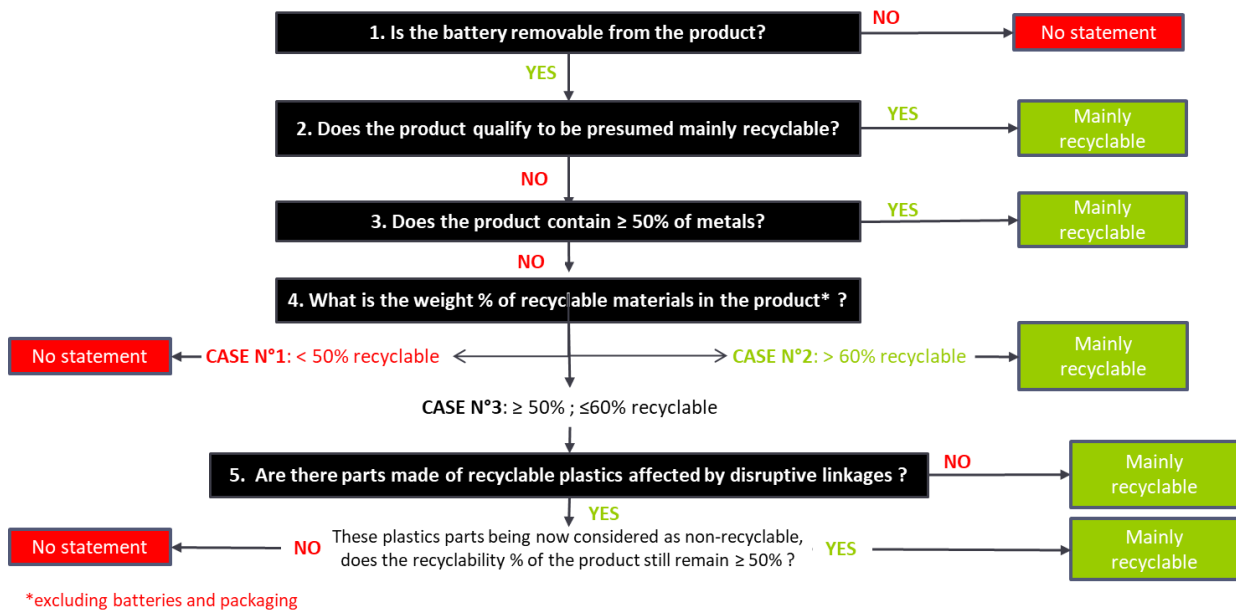 1. Is the battery removable from the product?
NO
No statement
YES
2. Does the product qualify to be presumed mainly recyclable?
YES
Mainly
recyclable
NO
3. Does the product contain ≥ 50% of metals?
YES
Mainly
recyclable
NO
4. What is the weight % of recyclable materials in the product* ?
No statement
CASE N°1: < 50% recyclable
CASE N°2: > 60% recyclable
Mainly
recyclable
CASE N°3: ≥ 50% ; ≤60% recyclable
5. Are there parts made of recyclable plastics affected by disruptive linkages ?
NO
Mainly
recyclable
YES
No statement
NO
These plastics parts being now considered as non-recyclable,
does the recyclability % of the product still remain ≥ 50% ?
YES
Mainly
recyclable
*excluding batteries and packaging